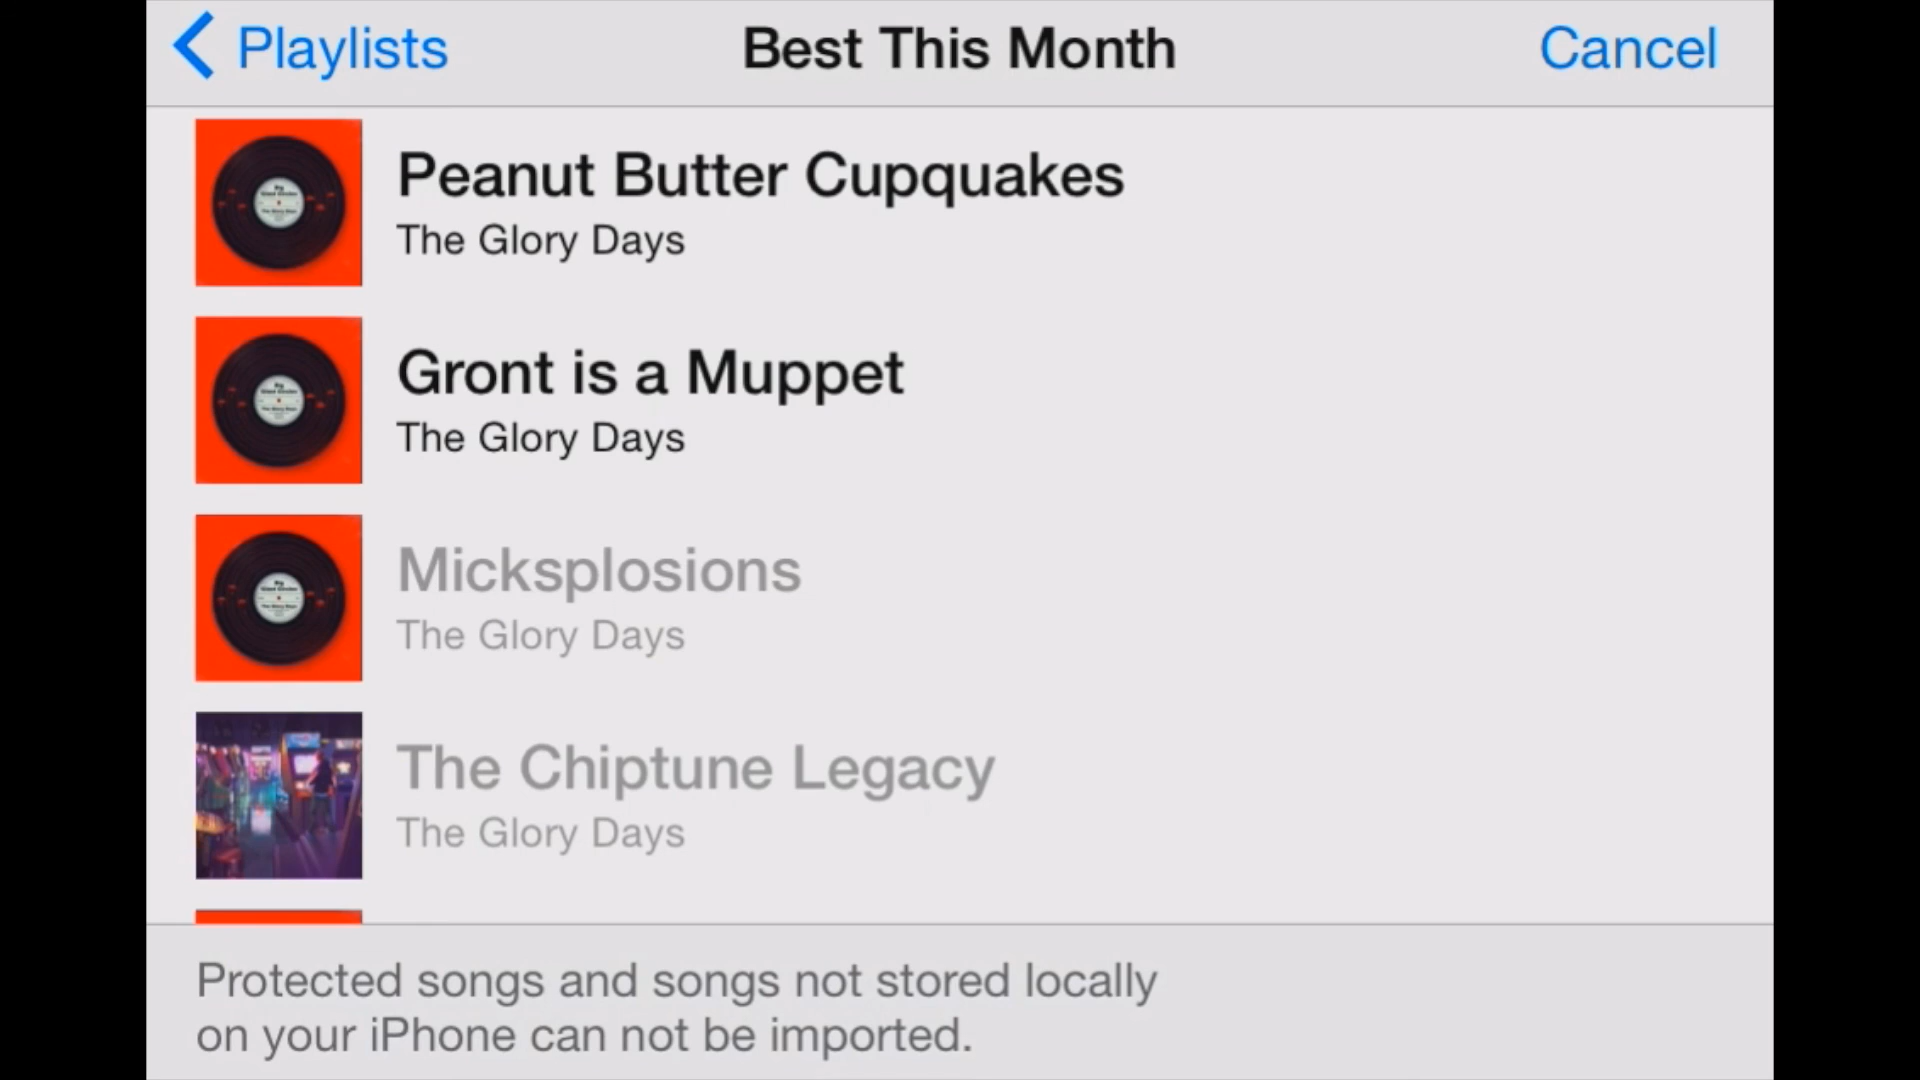 Playlists
Best This Month
Cancel
Peanut Butter Cupquakes
The Glory Days
Gront is a Muppet
The Glory Days
Micksplosions
The Glory Days
The Chiptune Legacy
The Glory Days
Protected songs and songs not stored locally
on your iPhone can not be imported.